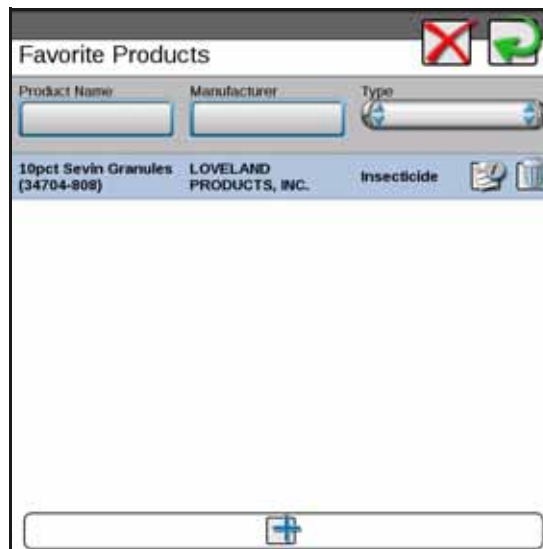 Favorite Products
Product Name Manufacturer Type
10pct Sevin Granules LOVELAND Insecticide
(34704-808) PRODUCTS, INC.